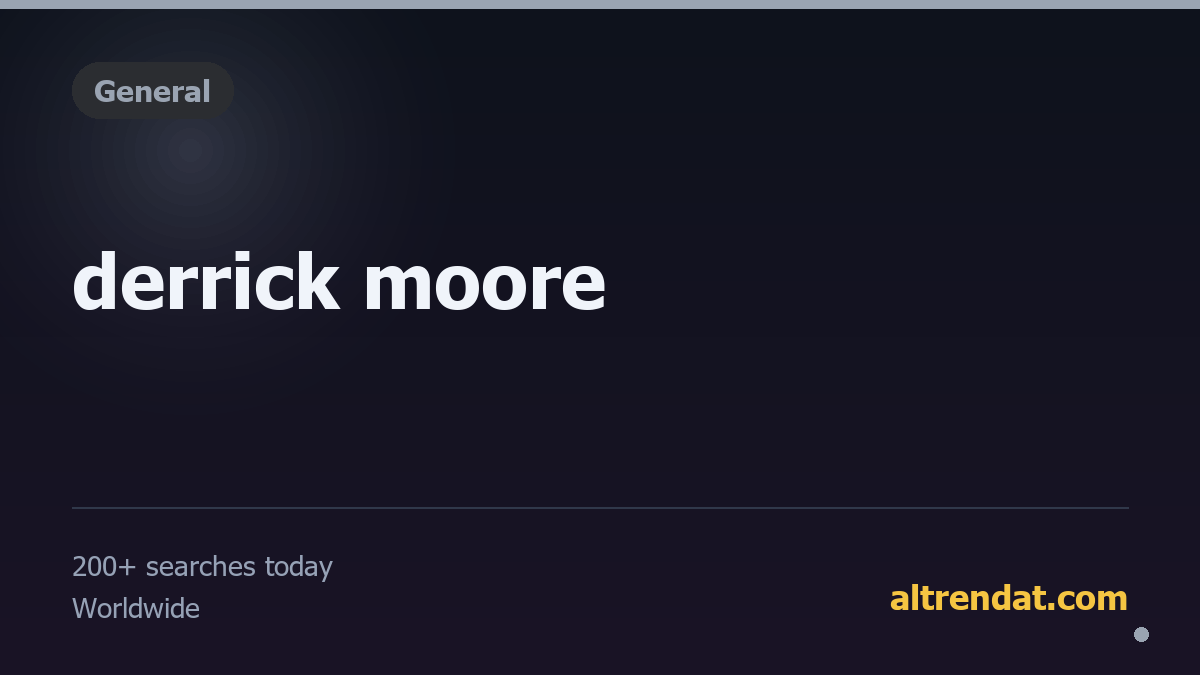 General
derrick moore
200+ searches today
Worldwide
altrendat.com